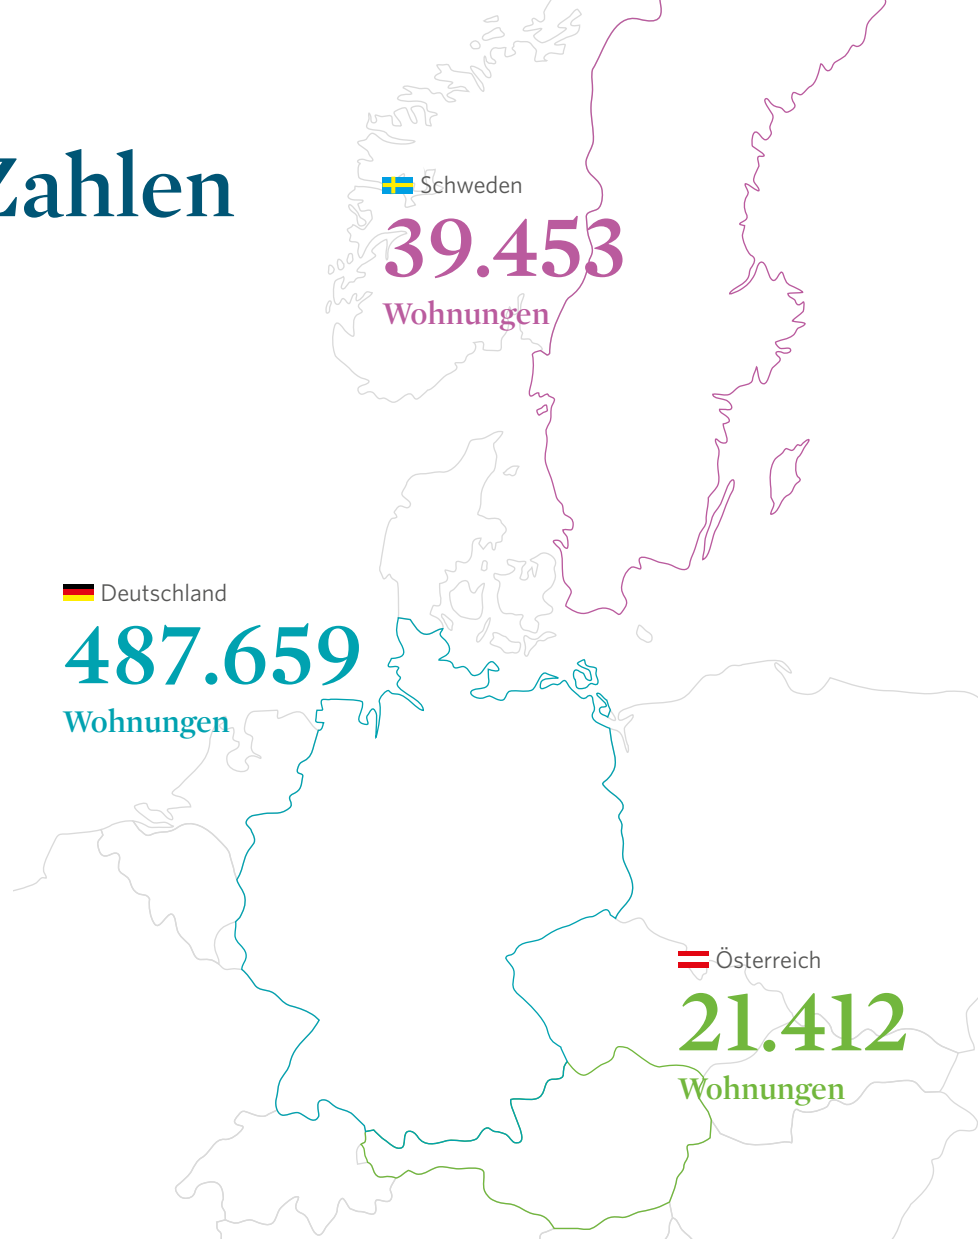 Zahlen
Schweden
39.453
Wohnungen
Deutschland
487.659
Wohnungen
Österreich
21.412
Wohnungen